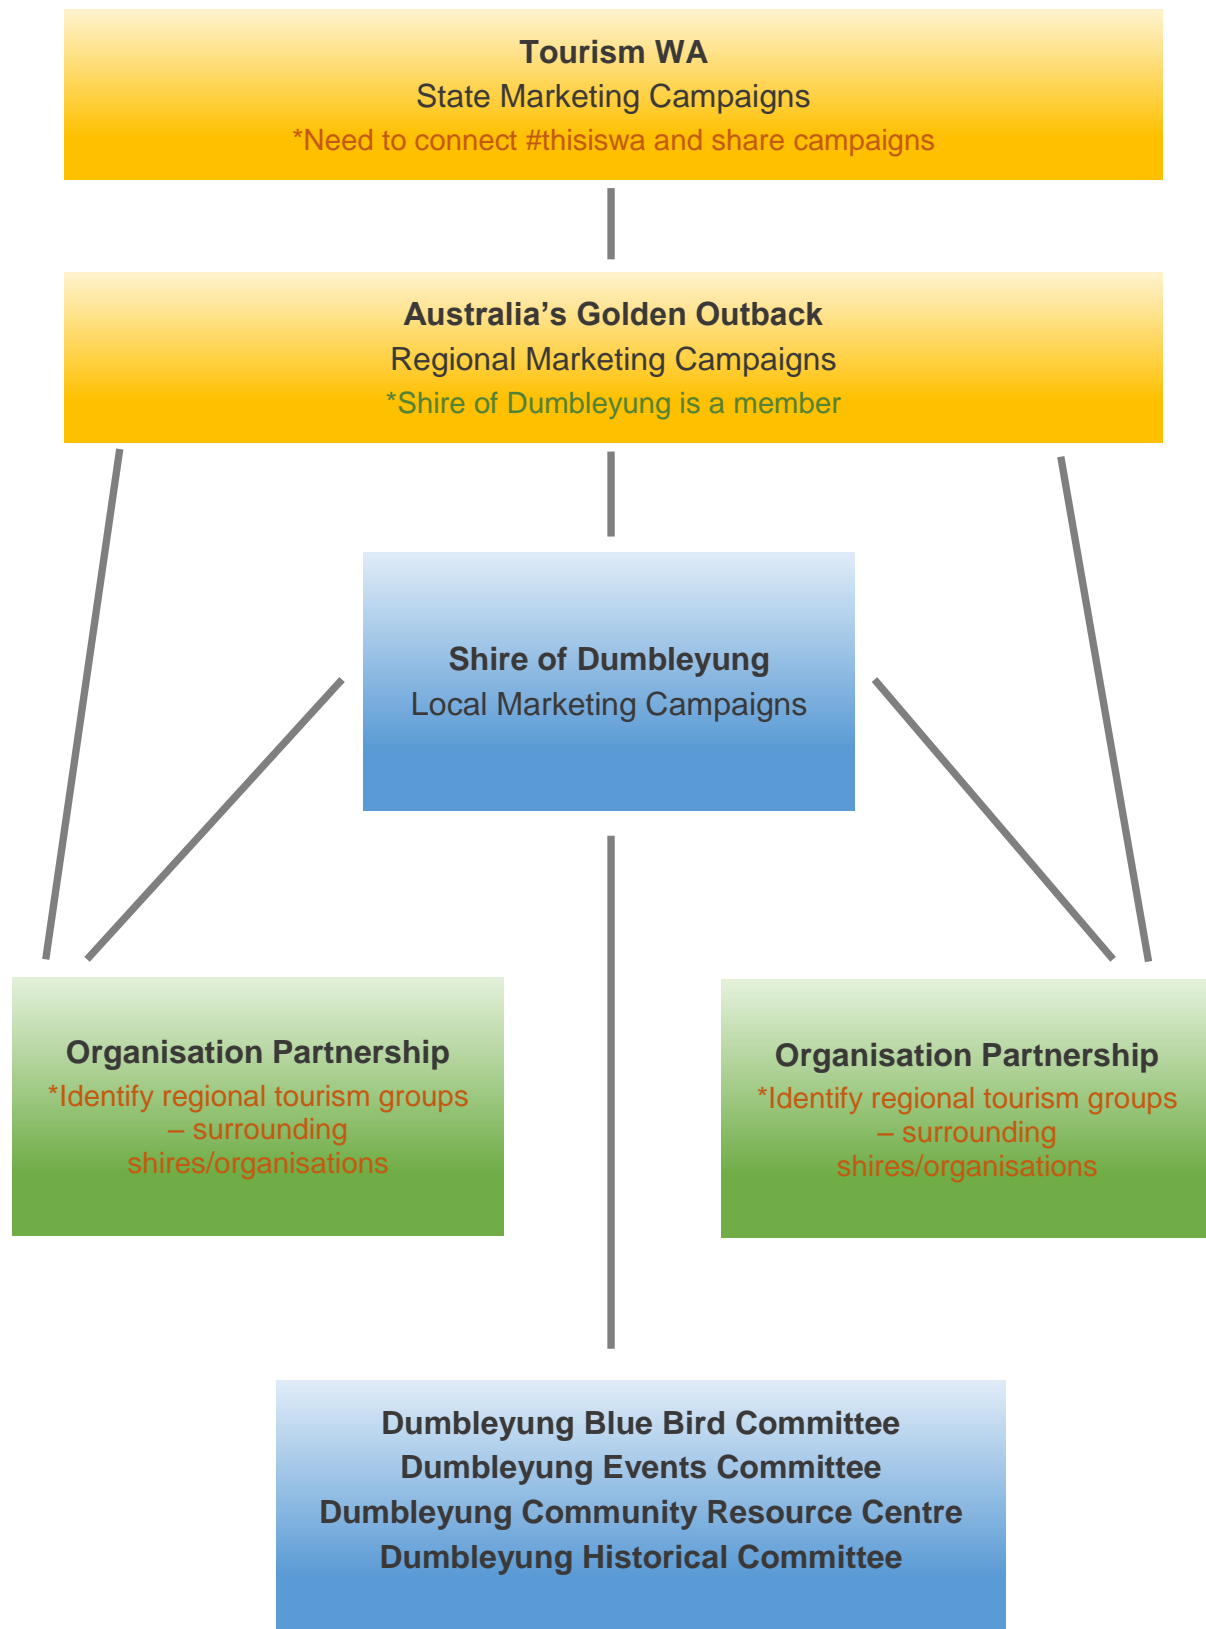 Tourism WA
State Marketing Campaigns
*Need to connect #thisiswa and share campaigns
Australia’s Golden Outback
Regional Marketing Campaigns
*Shire of Dumbleyung is a member
Shire of Dumbleyung
Local Marketing Campaigns
Organisation Partnership
*Identify regional tourism groups
– surrounding
shires/organisations
Organisation Partnership
*Identify regional tourism groups
– surrounding
shires/organisations
Dumbleyung Blue Bird Committee
Dumbleyung Events Committee
Dumbleyung Community Resource Centre
Dumbleyung Historical Committee